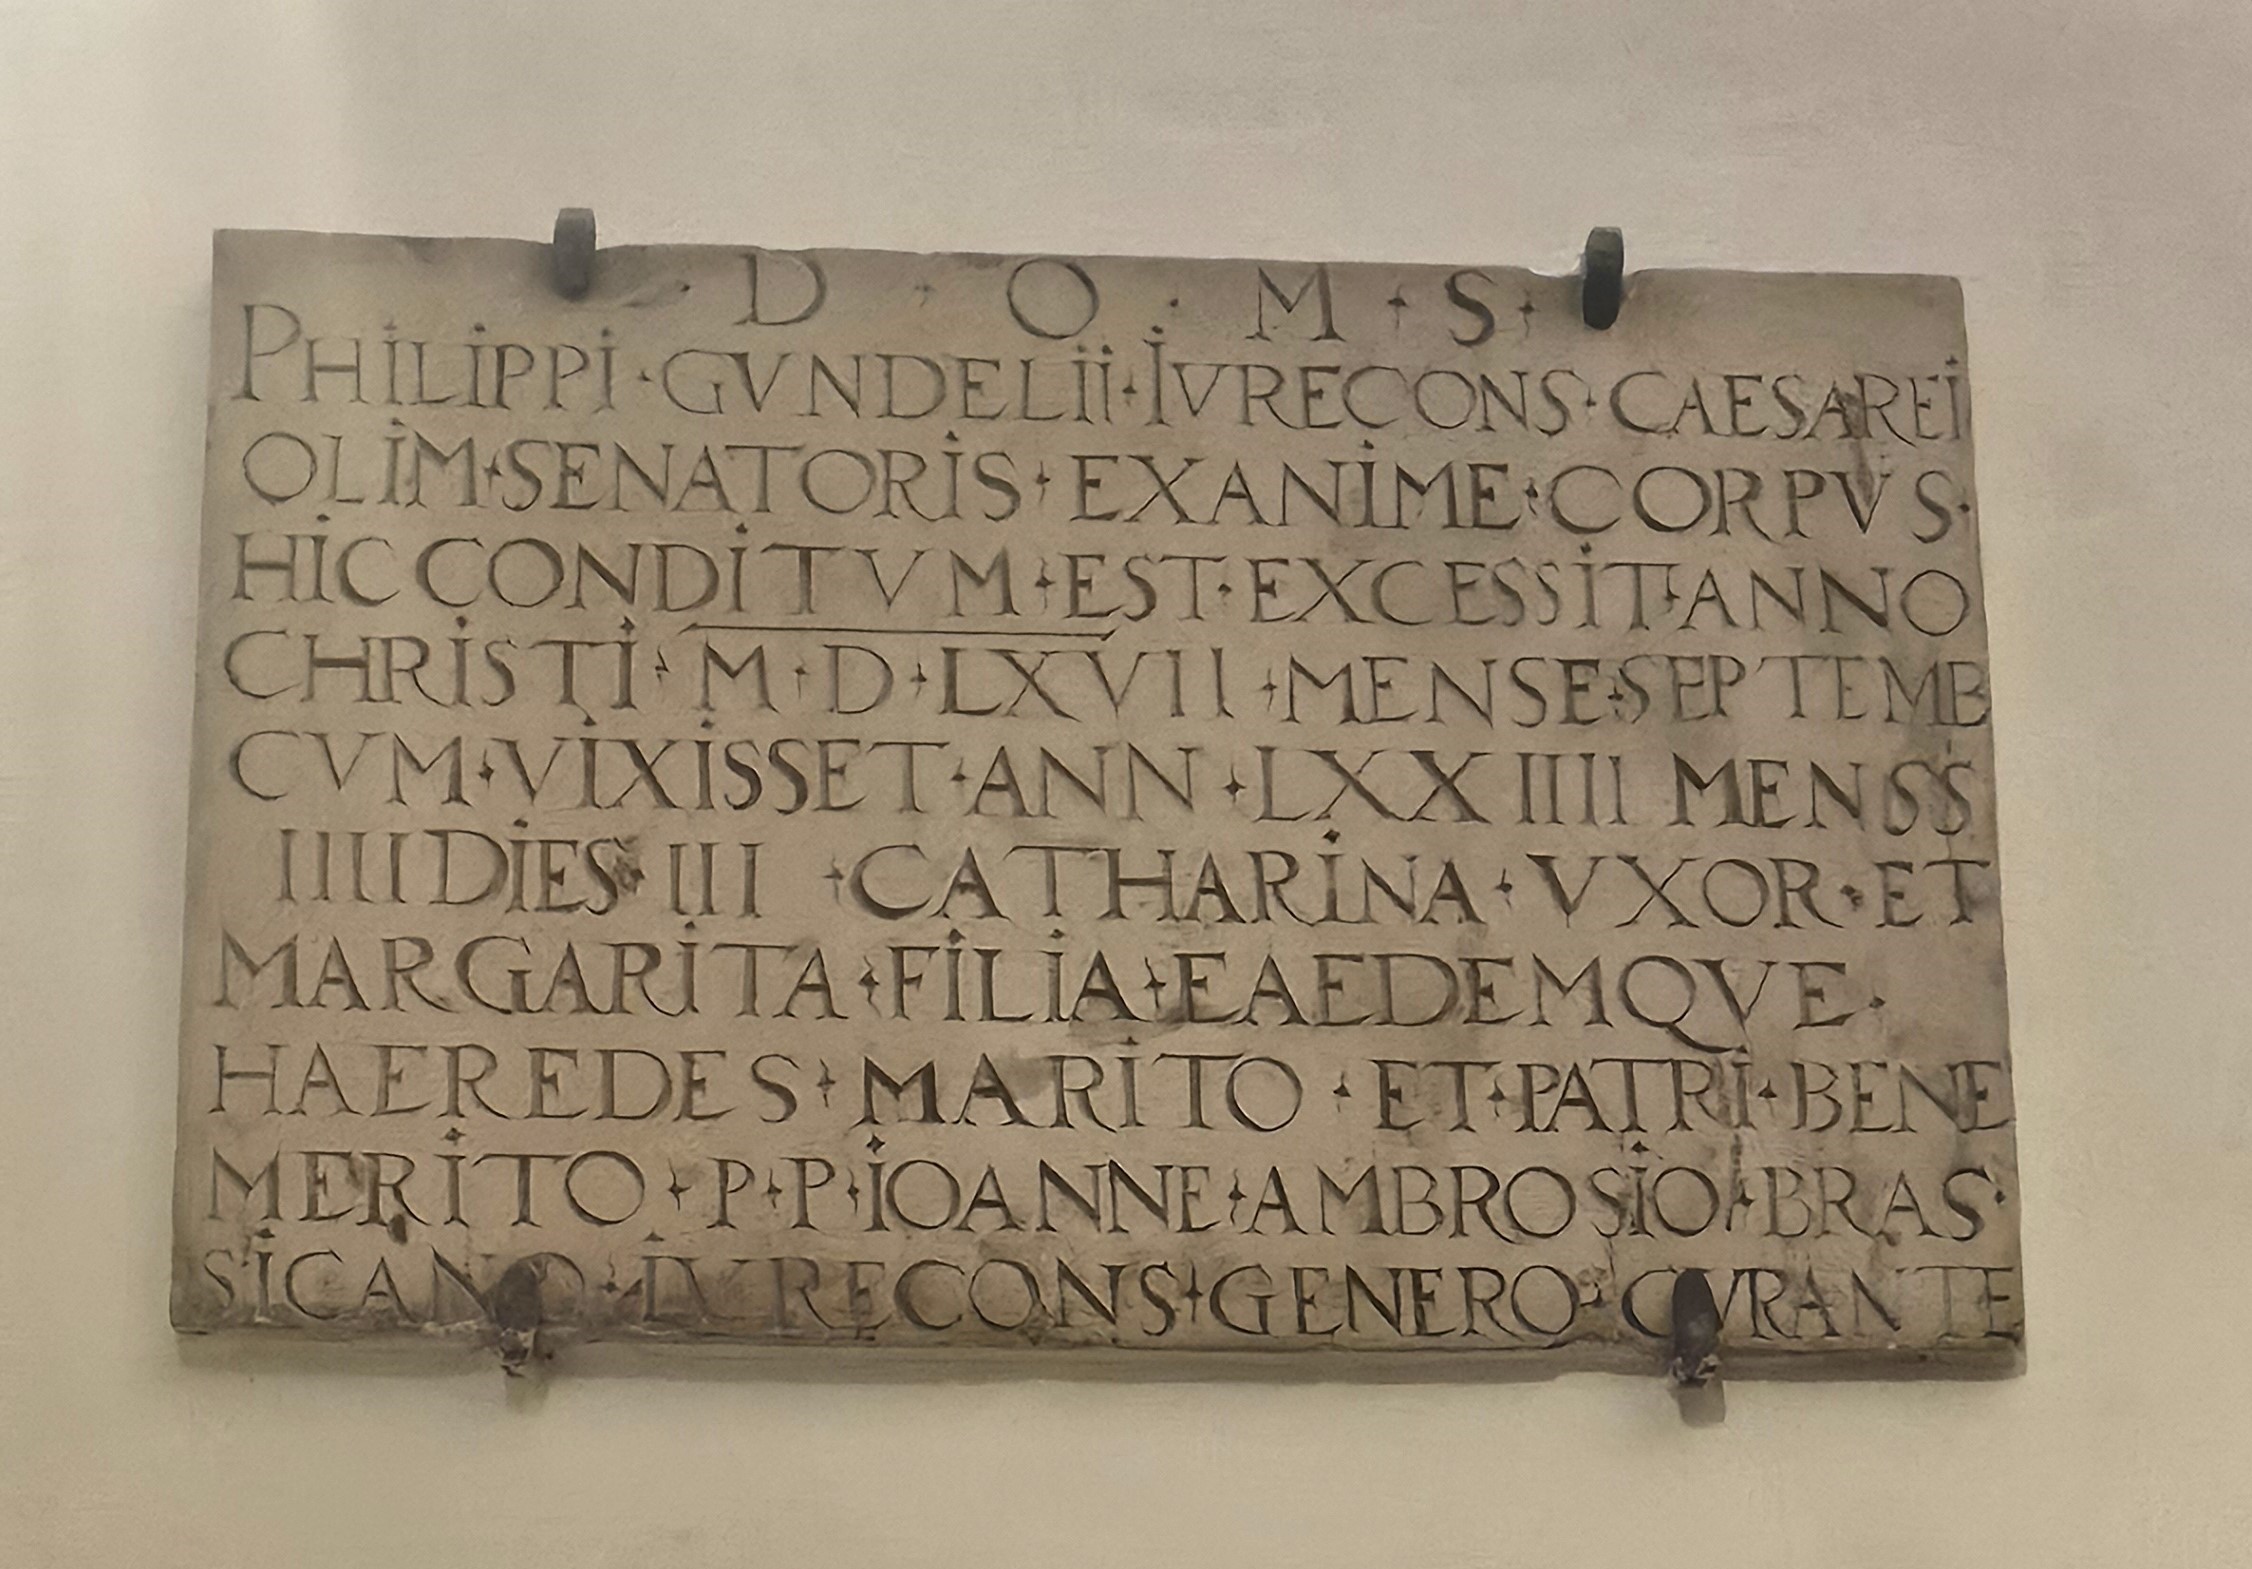 · D · O · M · S ·
PHILIPPI · GVNDELII · IVRECONS · CAESAREI
OLIM · SENATORIS · EXANIME · CORPVS ·
HIC CONDITVM · EST · EXCESSIT · ANNO
CHRISTI · M · D · LXVII · MENSE · SEPTEMB
CVM · VIXISSET · ANN · LXXIIII MENSS
IIII DIES · III · CATHARINA · VXOR · ET
MARGARITA · FILIA · EAEDEMQVE ·
HAEREDES · MARITO · ET · PATRI · BENE
MERITO · P · P · IOANNE · AMBROSIO · BRAS ·
SICANO · IVRECONS · GENERO · CVRANTE